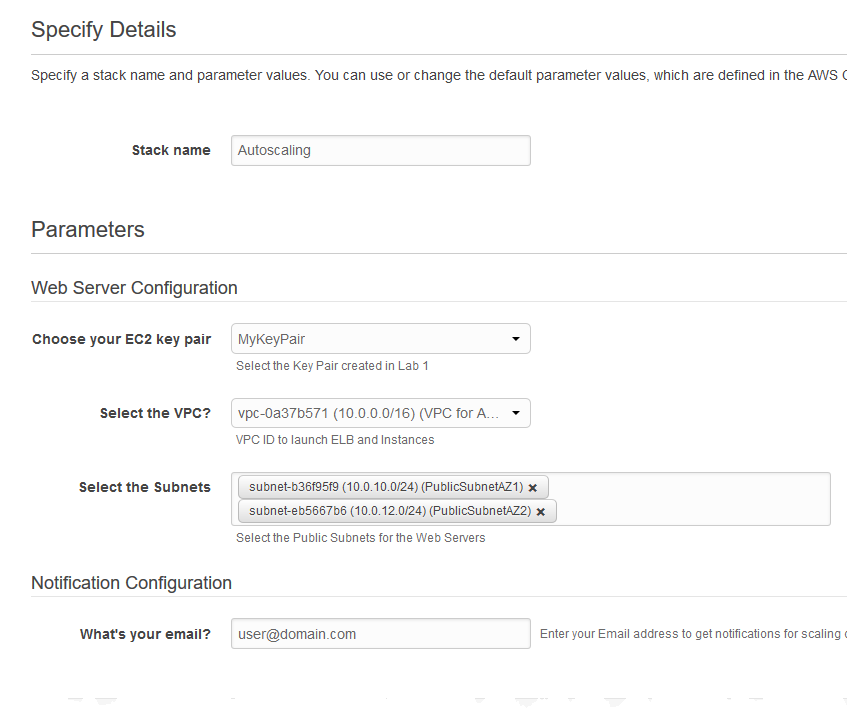 Specify Details
Specify a stack name and parameter values. You can use or change the default parameter values, which are defined in the AWS
Stack name
Autoscaling
Parameters
Web Server Configuration
Choose your EC2 key pair
MyKeyPair
Select the Key Pair created in Lab 1
Select the VPC?
vpc-0a37b571 (10.0.0.0/16) (VPC for A...
VPC ID to launch ELB and Instances
Select the Subnets
subnet-b36f95f9 (10.0.10.0/24) (PublicSubnetAZ1) ×
subnet-eb5667b6 (10.0.12.0/24) (PublicSubnetAZ2) ×
Select the Public Subnets for the Web Servers
Notification Configuration
What's your email?
user@domain.com
Enter your Email address to get notifications for scaling